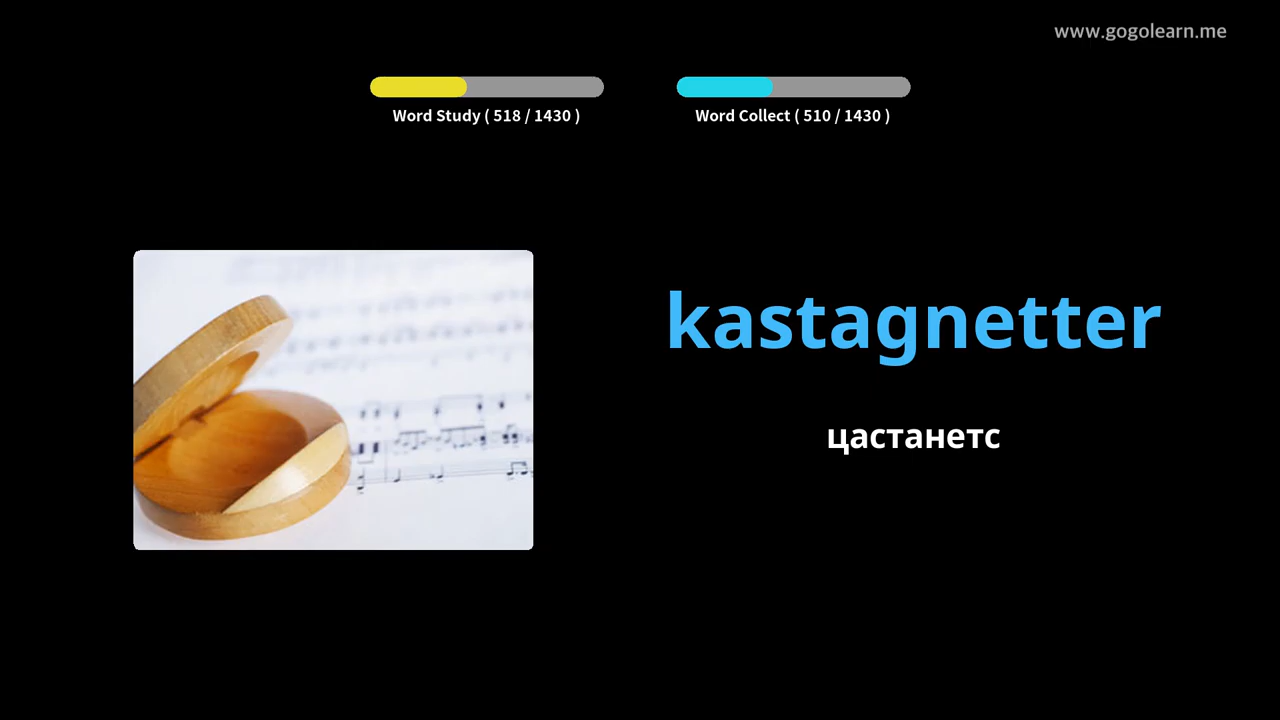 www.gogolearn.me
Word Study ( 518 / 1430 )
Word Collect ( 510 / 1430 )
kastagnetter
цастанетс